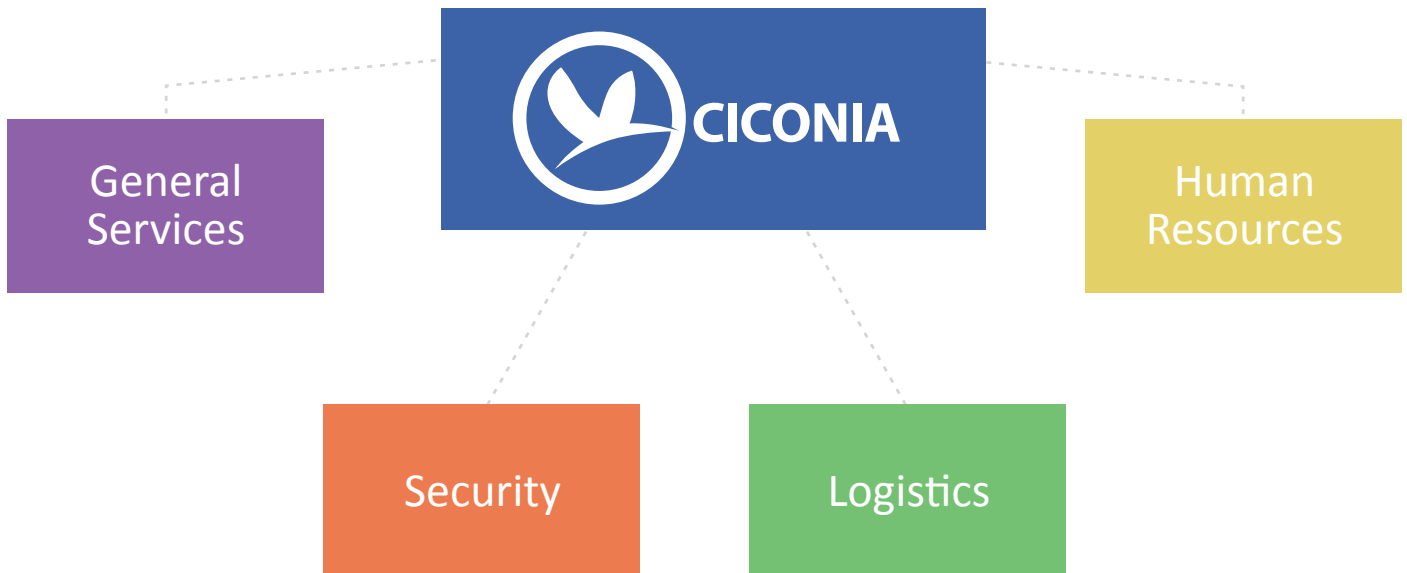 CICONIA
General
Services
Human
Resources
Security
Logistics